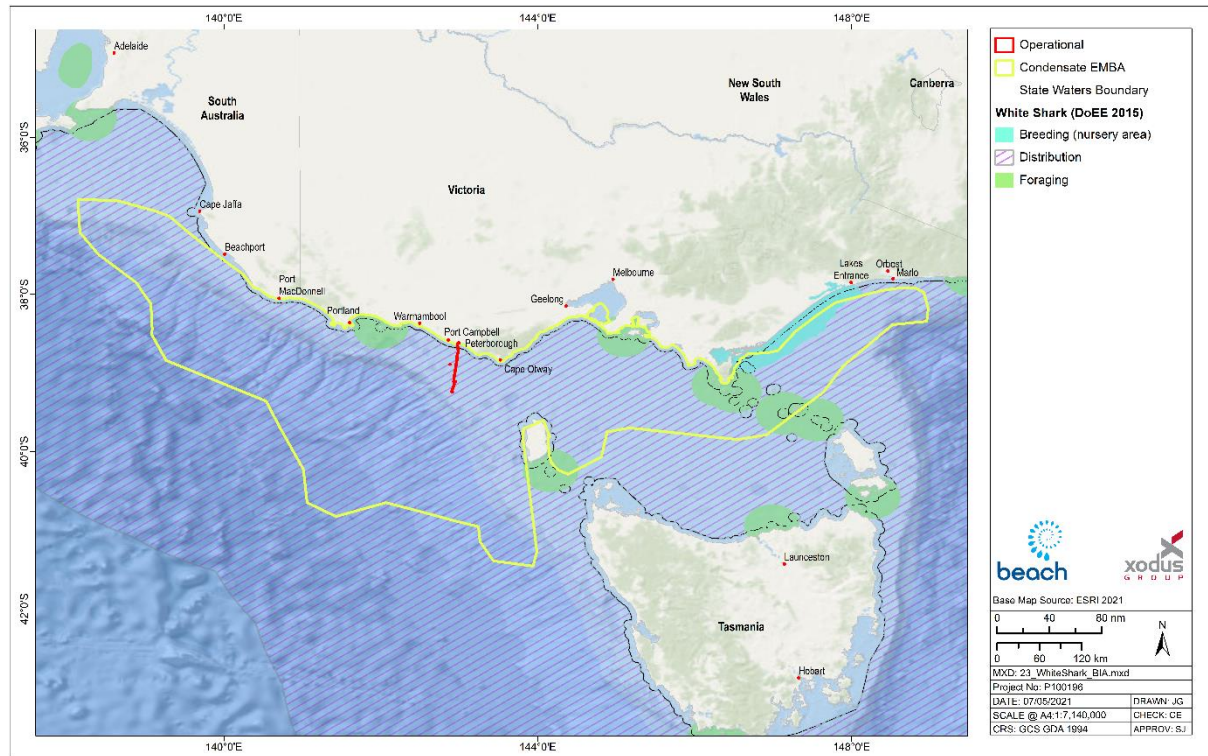 140°0'E
144°0'E
148°0'E
Adelaide
South
Australia
New South
Wales
Canberra
36°0'S
Victoria
Cape Jaffa
Beachport
Port
MacDonnell
Portland
Warrnambool
Port Campbell
Peterborough
Cape Otway
Geelong
Melbourne
Lakes
Entrance
Orbost
Marlo
38°0'S
40°0'S
42°0'S
Launceston
Tasmania
Hobart
140°0'E
144°0'E
148°0'E
Operational
Condensate EMBA
State Waters Boundary
White Shark (DoEE 2015)
Breeding (nursery area)
Distribution
Foraging
beach
xodus
GROUP
Base Map Source: ESRI 2021
0 40 80 nm
0 60 120 km
N
MXD: 23_WhiteShark_BIA.mxd
Project No: P100196
DATE: 07/05/2021 DRAWN: JG
SCALE @ A4:1:7,140,000 CHECK: CE
CRS: GCS GDA 1994 APPROV: SJ